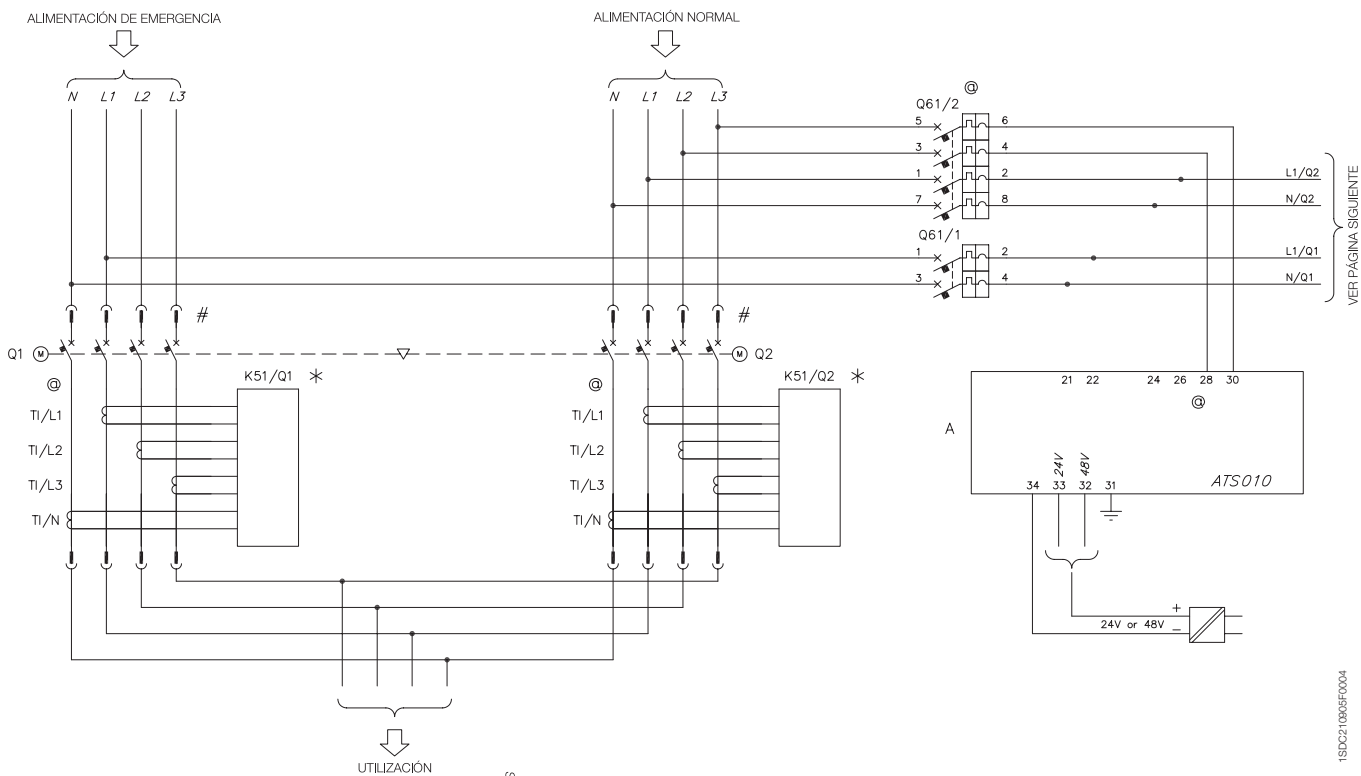 ALIMENTACIÓN DE EMERGENCIA
ALIMENTACIÓN NORMAL
N L1 L2 L3
N L1 L2 L3
@
Q61/2
5 6
3 4
1 2 L1/Q2
7 8 N/Q2
Q61/1
1 2 L1/Q1
3 4 N/Q1
VER PÁGINA SIGUIENTE
# #
Q1 M M Q2
@ K51/Q1 * @ K51/Q2 *
TI/L1 TI/L1
TI/L2 TI/L2
TI/L3 TI/L3
TI/N TI/N
21 22 24 26 28 30
@
A
24V 48V
ATS010
34 33 32 31
+
24V or 48V
–
UTILIZACIÓN
1SDC210905F0004